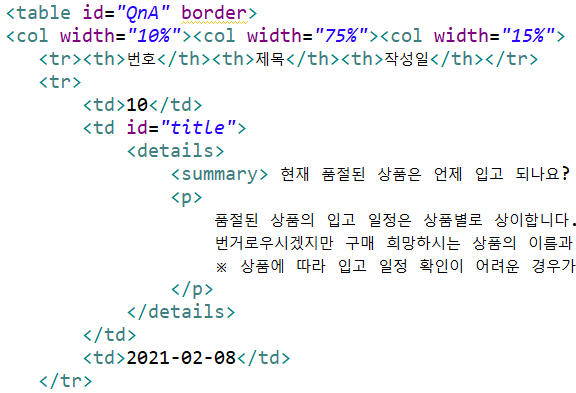 <table id="QnA" border>
<col width="10%"><col width="75%"><col width="15%">
<tr><th>번호</th><th>제목</th><th>작성일</th></tr>
<tr>
<td>10</td>
<td id="title">
<details>
<summary> 현재 품절된 상품은 언제 입고 되나요?
<p>
품절된 상품의 입고 일정은 상품별로 상이합니다.
번거로우시겠지만 구매 희망하시는 상품의 이름과
※ 상품에 따라 입고 일정 확인이 어려운 경우가
</p>
</details>
</td>
<td>2021-02-08</td>
</tr>